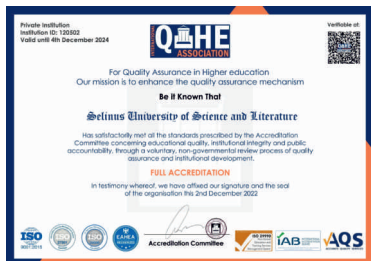 Private Institution
Institution ID: 120502
Valid until 4th December 2024
Verifiable at:
QAHE
ASSOCIATION
For Quality Assurance in Higher education
Our mission is to enhance the quality assurance mechanism
Be it Known That
Selinus University of Science and Literature
Has satisfactorily met all the standards prescribed by the Accreditation
Committee concerning educational quality, institutional integrity and public
accountability, through a voluntary, non-governmental review process of quality
assurance and institutional development.
FULL ACCREDITATION
In testimony whereof, we have affixed our signature and the seal
of the organisation this 2nd December 2022
ISO
ISO
EAHEA
Accreditation Committee
IAB
AQS